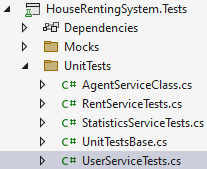 HouseRentingSystem.Tests
Dependencies
Mocks
UnitTests
C# AgentServiceClass.cs
C# RentServiceTests.cs
C# StatisticsServiceTests.cs
C# UnitTestsBase.cs
C# UserServiceTests.cs